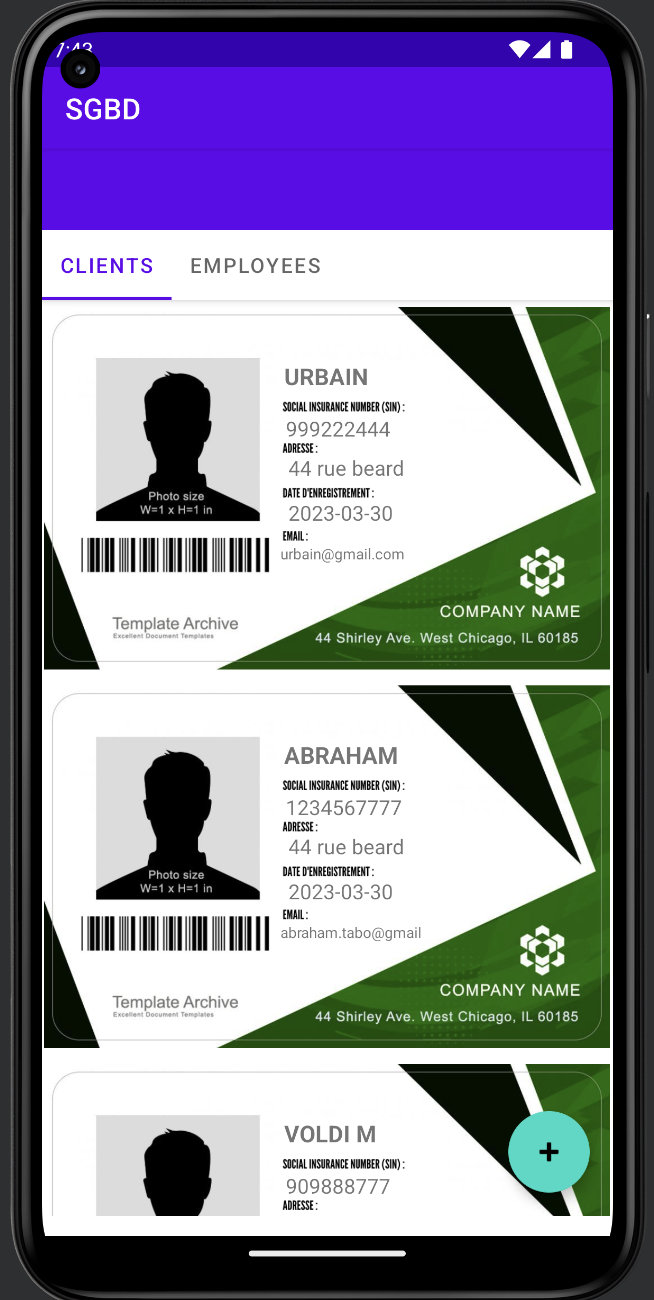 7:43
SGBD
CLIENTS EMPLOYEES
URBAIN
SOCIAL INSURANCE NUMBER (SIN) :
999222444
ADRESSE :
44 rue beard
DATE D'ENREGISTREMENT :
2023-03-30
EMAIL :
urbain@gmail.com
Photo size
W=1 x H=1 in
Template Archive
Excellent Document Templates
COMPANY NAME
44 Shirley Ave. West Chicago, IL 60185
ABRAHAM
SOCIAL INSURANCE NUMBER (SIN) :
1234567777
ADRESSE :
44 rue beard
DATE D'ENREGISTREMENT :
2023-03-30
EMAIL :
abraham.tabo@gmail
Photo size
W=1 x H=1 in
Template Archive
Excellent Document Templates
COMPANY NAME
44 Shirley Ave. West Chicago, IL 60185
VOLDI M
SOCIAL INSURANCE NUMBER (SIN) :
909888777
ADRESSE :
+